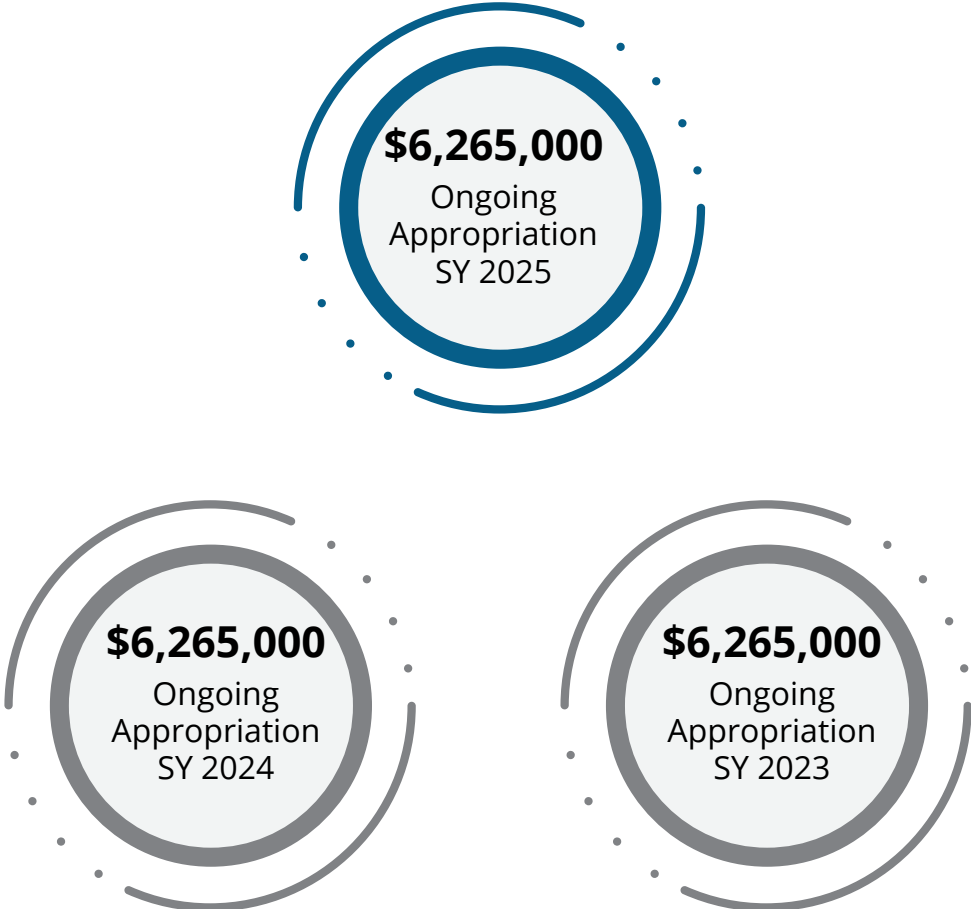 $6,265,000
Ongoing
Appropriation
SY 2025
$6,265,000
Ongoing
Appropriation
SY 2024
$6,265,000
Ongoing
Appropriation
SY 2023